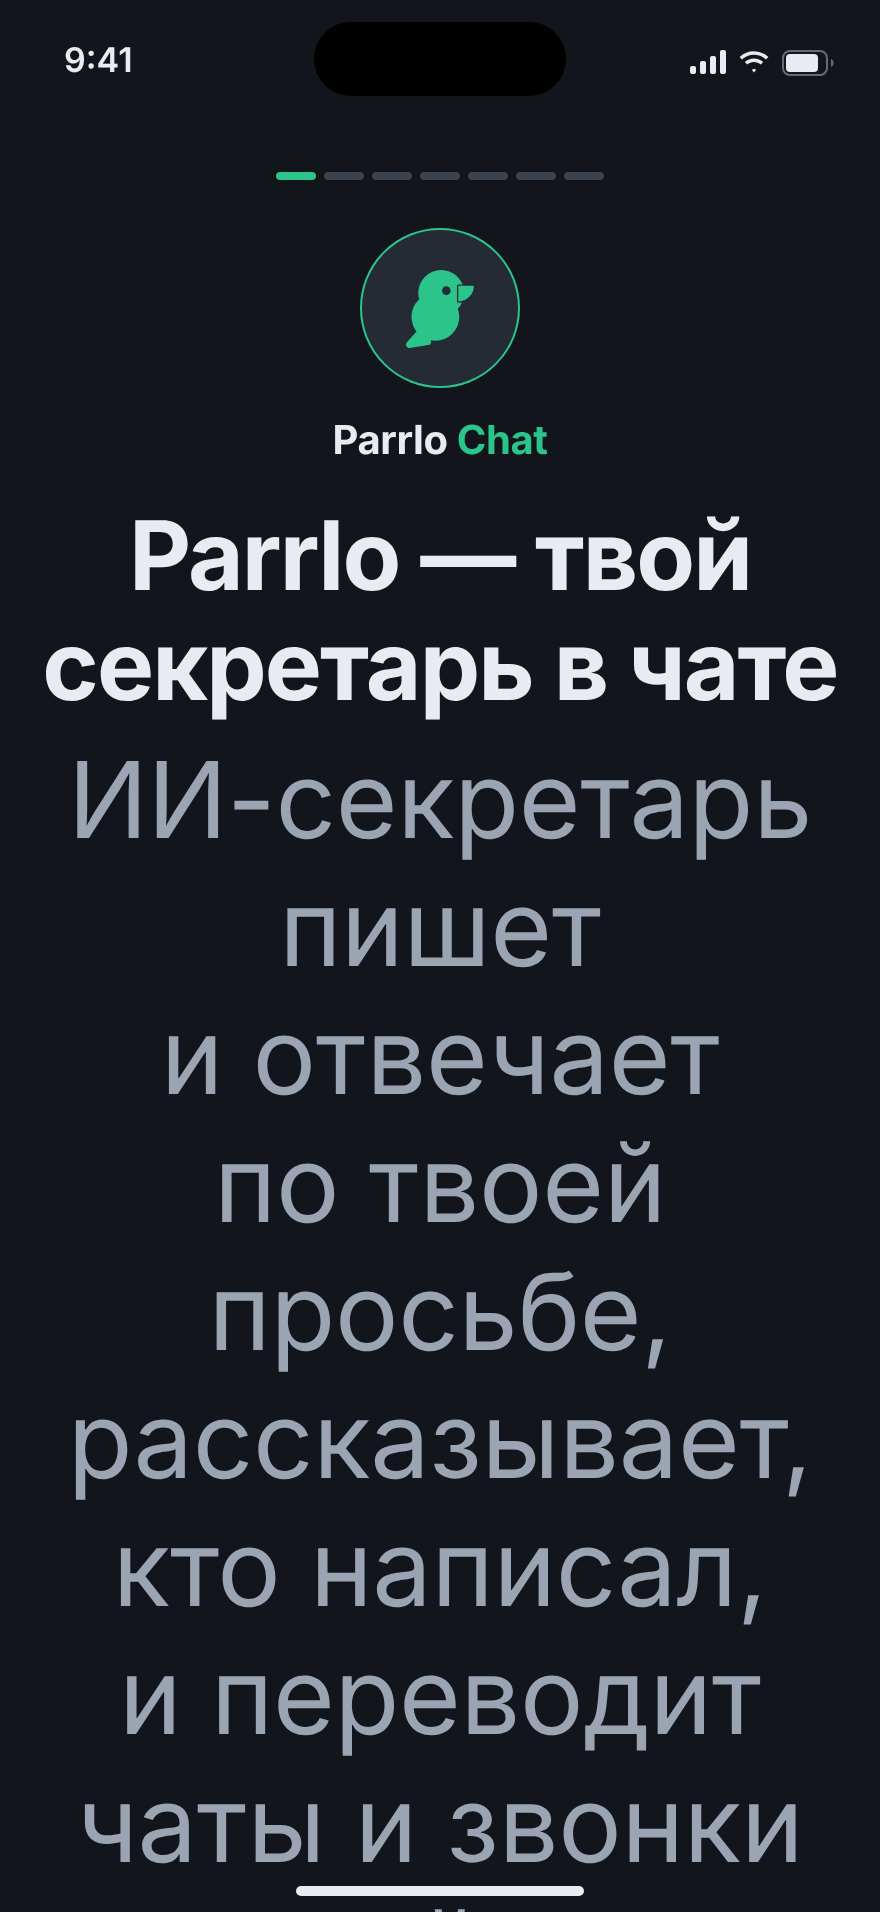 9:41
Parrlo Chat
Parrlo — твой
секретарь в чате
ИИ-секретарь
пишет
и отвечает
по твоей
просьбе,
рассказывает,
кто написал,
и переводит
чаты и звонки